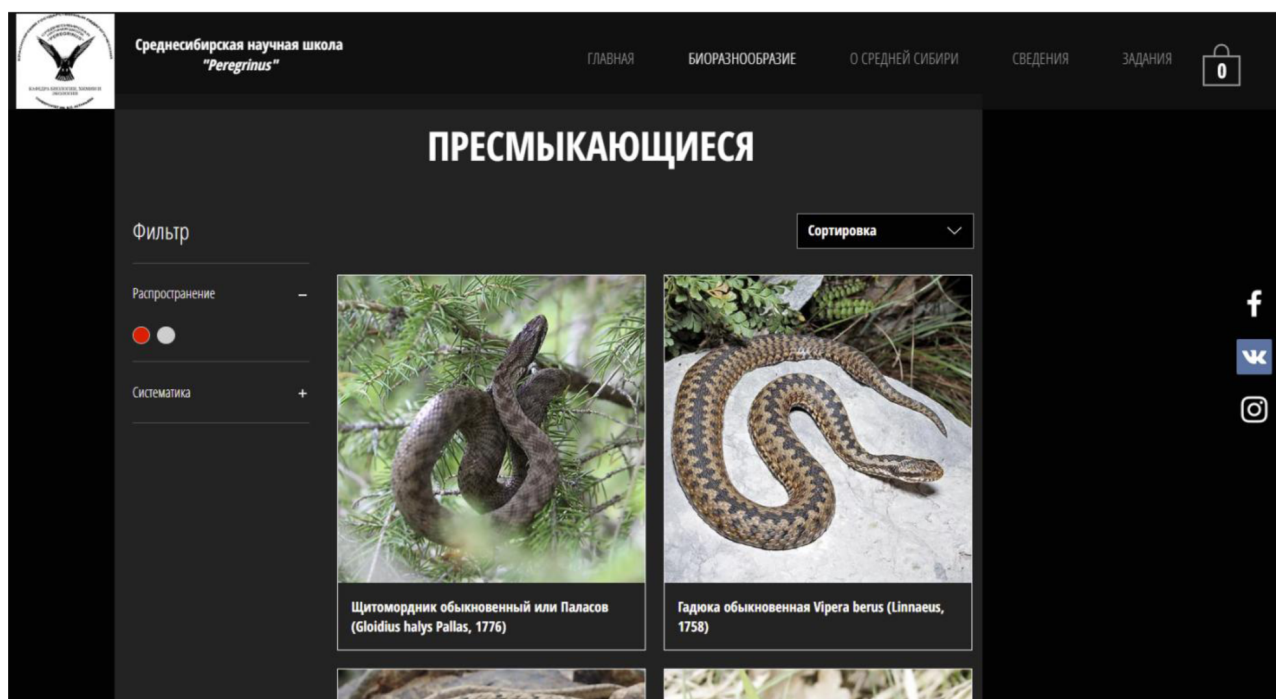 Среднесибирская научная школа
"Peregrinus"
ГЛАВНАЯ
БИОРАЗНООБРАЗИЕ
О СРЕДНЕЙ СИБИРИ
СВЕДЕНИЯ
ЗАДАНИЯ
0
ПРЕСМЫКАЮЩИЕСЯ
Фильтр
Сортировка
Распространение
Систематика
Щитомордник обыкновенный или Паласов
(Gloidius halys Pallas, 1776)
Гадюка обыкновенная Vipera berus (Linnaeus,
1758)